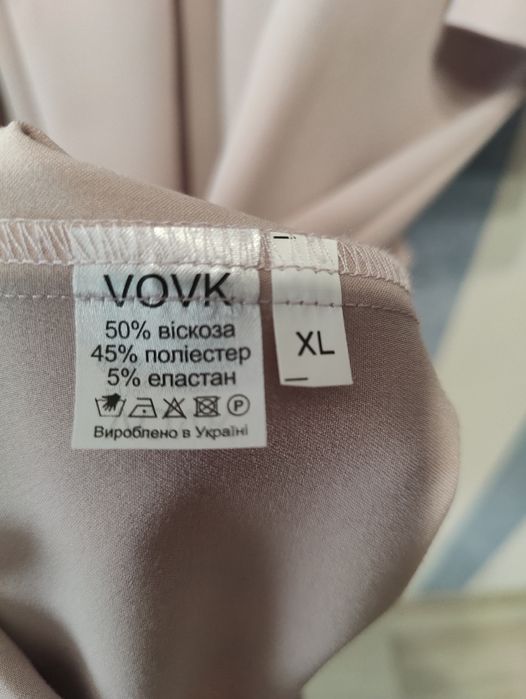 VOVK
50% віскоза
45% поліестер
5% еластан
P
Вироблено в Україні
XL